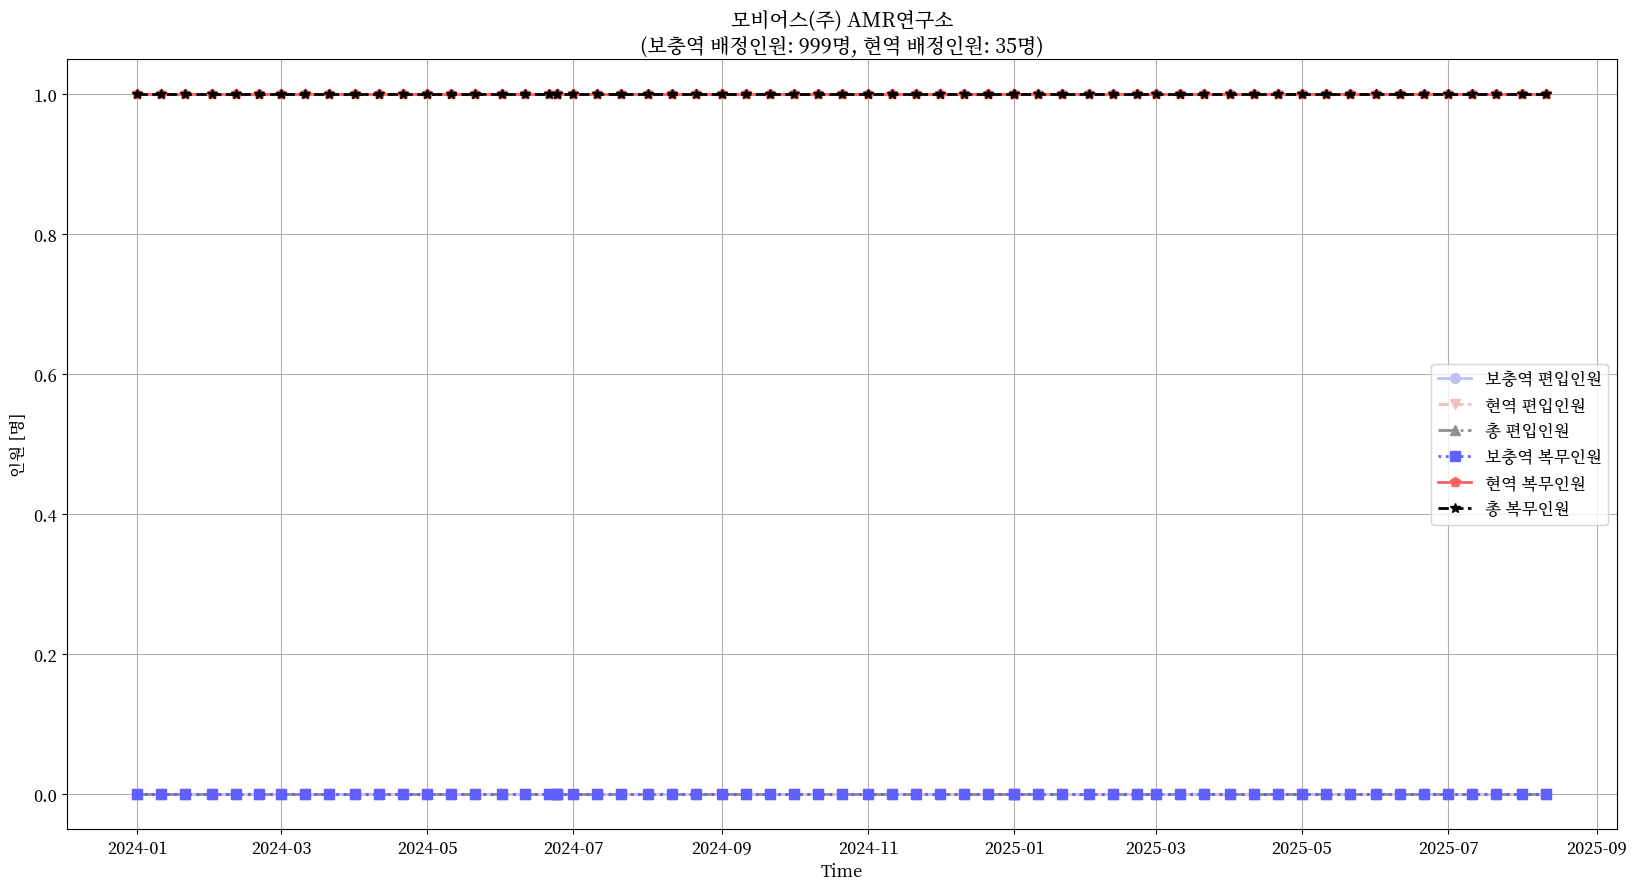 모비어스(주) AMR연구소
(보충역 배정인원: 999명, 현역 배정인원: 35명)
1.0
0.8
0.6
0.4
0.2
0.0
인원 [명]
보충역 편입인원
현역 편입인원
총 편입인원
보충역 복무인원
현역 복무인원
총 복무인원
2024-01 2024-03 2024-05 2024-07 2024-09 2024-11 2025-01 2025-03 2025-05 2025-07 2025-09
Time